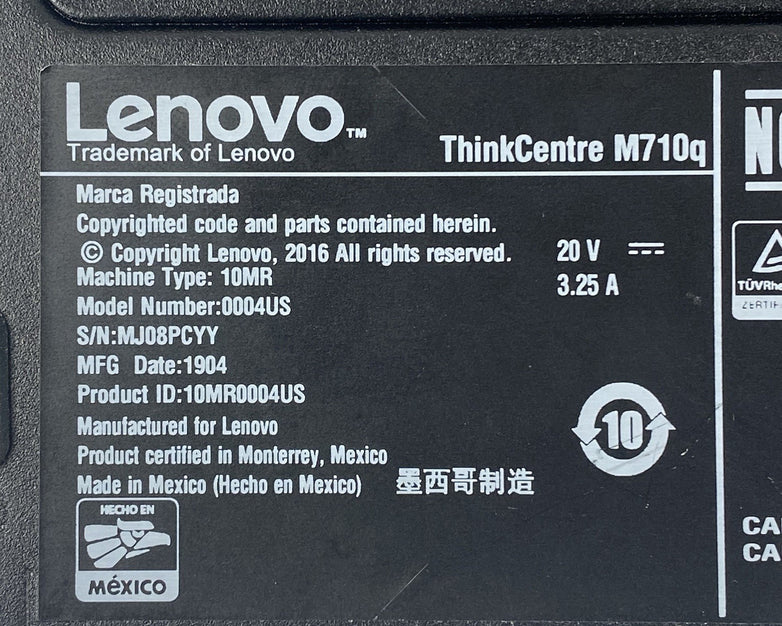 Lenovo™
Trademark of Lenovo
ThinkCentre M710q
Marca Registrada
Copyrighted code and parts contained herein.
© Copyright Lenovo, 2016 All rights reserved.
20 V
3.25 A
Machine Type: 10MR
Model Number:0004US
S/N:MJ08PCYY
MFG Date:1904
Product ID:10MR0004US
Manufactured for Lenovo
Product certified in Monterrey, Mexico
Made in Mexico (Hecho en Mexico)
墨西哥制造
10
HECHO EN
MÉXICO
TÜVRhe
ZERTIF
CA
CA